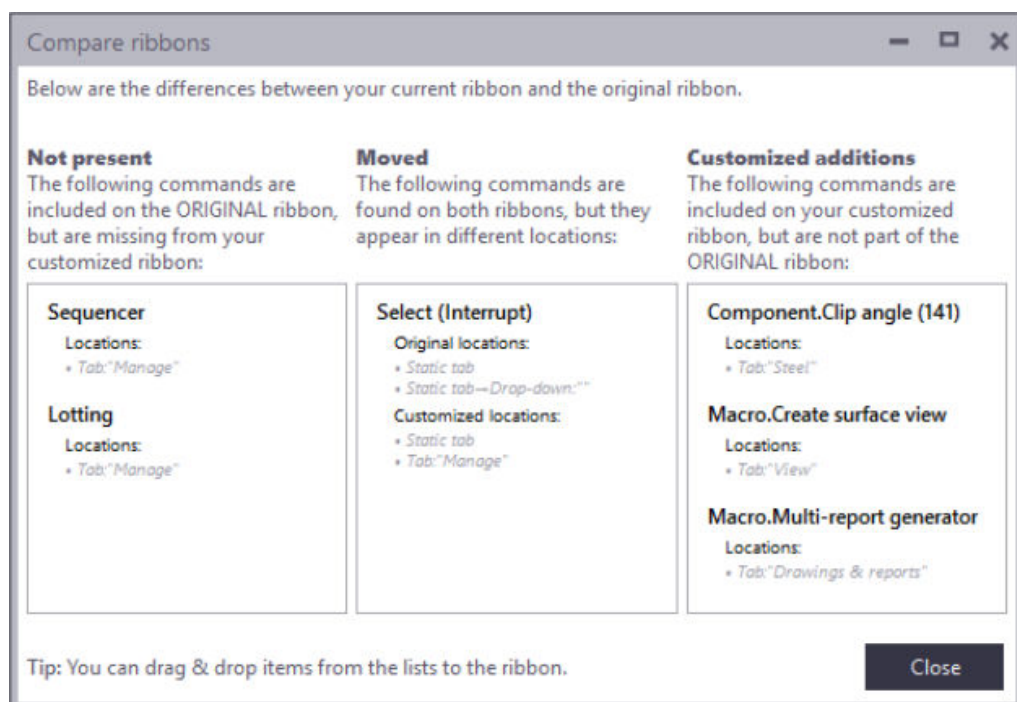 Compare ribbons
Below are the differences between your current ribbon and the original ribbon.
Not present
The following commands are
included on the ORIGINAL ribbon,
but are missing from your
customized ribbon:
Sequencer
Locations:
• Tab:"Manage"
Lotting
Locations:
• Tab:"Manage"
Moved
The following commands are
found on both ribbons, but they
appear in different locations:
Select (Interrupt)
Original locations:
• Static tab
• Static tab→Drop-down:""
Customized locations:
• Static tab
• Tab:"Manage"
Customized additions
The following commands are
included on your customized
ribbon, but are not part of the
ORIGINAL ribbon:
Component.Clip angle (141)
Locations:
• Tab:"Steel"
Macro.Create surface view
Locations:
• Tab:"View"
Macro.Multi-report generator
Locations:
• Tab:"Drawings & reports"
Tip: You can drag & drop items from the lists to the ribbon.
Close